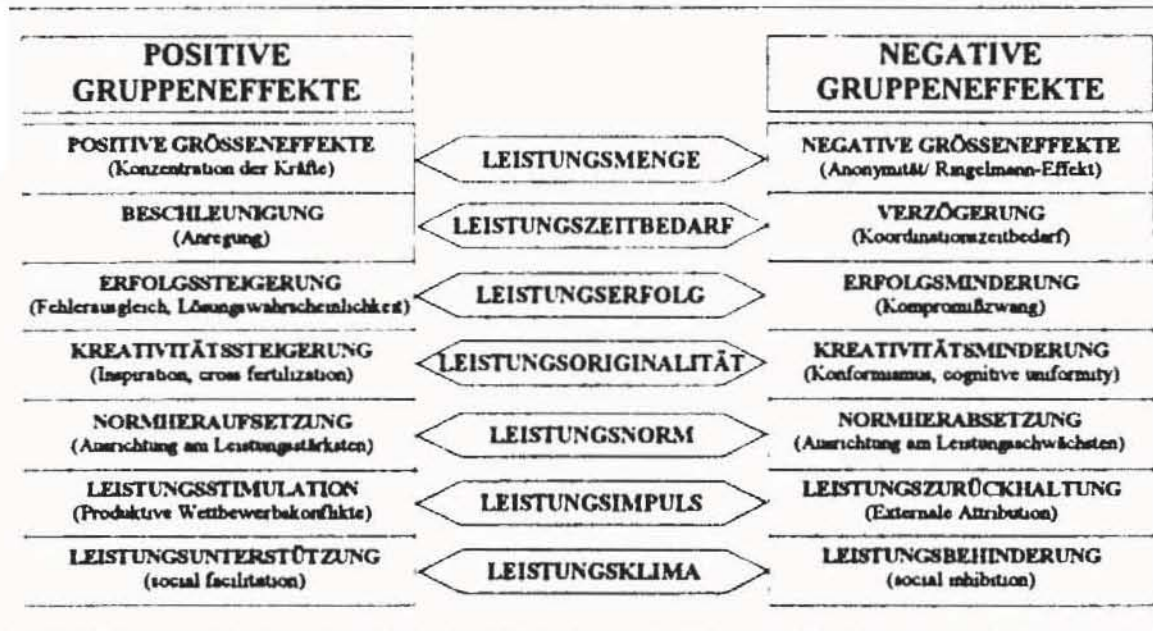 POSITIVE
GRUPPENEFFEKTE
NEGATIVE
GRUPPENEFFEKTE
POSITIVE GRÖSSENEFFEKTE
(Konzentration der Kräfte)
LEISTUNGSMENGE
NEGATIVE GRÖSSENEFFEKTE
(Anonymität/ Ringelmann-Effekt)
BESCHLEUNIGUNG
(Anregung)
LEISTUNGSZEITBEDARF
VERZÖGERUNG
(Koordinationszeitbedarf)
ERFOLGSSTEIGERUNG
(Fehlerausgleich, Lösungswahrscheinlichkeit)
LEISTUNGSERFOLG
ERFOLGSMINDERUNG
(Kompromißzwang)
KREATIVITÄTSSTEIGERUNG
(Inspiration, cross fertilization)
LEISTUNGSORIGINALITÄT
KREATIVITÄTSMINDERUNG
(Konformismus, cognitive uniformity)
NORMHERAUFSETZUNG
(Ausrichtung am Leistungsstärksten)
LEISTUNGSNORM
NORMHERABSETZUNG
(Ausrichtung am Leistungsschwächsten)
LEISTUNGSSTIMULATION
(Produktive Wettbewerbskonflikte)
LEISTUNGSIMPULS
LEISTUNGSZURÜCKHALTUNG
(Externale Attribution)
LEISTUNGSUNTERSTÜTZUNG
(social facilitation)
LEISTUNGSKLIMA
LEISTUNGSBEHINDERUNG
(social inhibition)